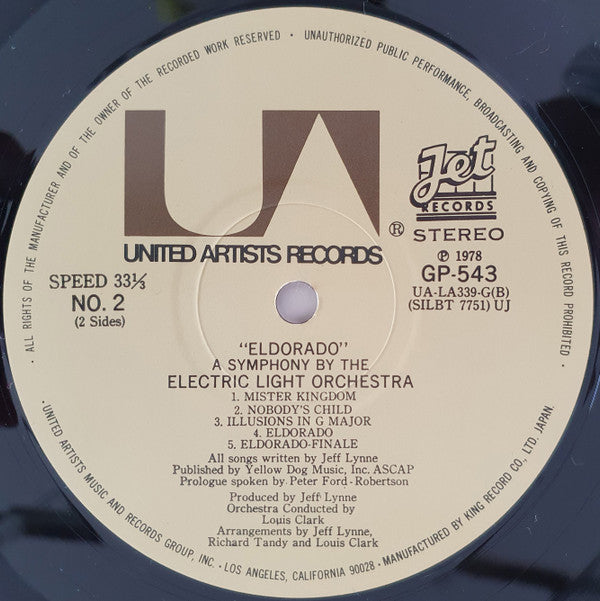 · ALL RIGHTS OF THE MANUFACTURER AND OF THE OWNER OF THE RECORDED WORK RESERVED · UNAUTHORIZED PUBLIC PERFORMANCE, BROADCASTING AND COPYING OF THIS RECORD PROHIBITED ·
UA
®
UNITED ARTISTS RECORDS
Jet
RECORDS
STEREO
℗ 1978
GP-543
UA-LA339-G(B)
(SILBT 7751) UJ
SPEED 33⅓
NO. 2
(2 Sides)
"ELDORADO"
A SYMPHONY BY THE
ELECTRIC LIGHT ORCHESTRA
1. MISTER KINGDOM
2. NOBODY'S CHILD
3. ILLUSIONS IN G MAJOR
4. ELDORADO
5. ELDORADO-FINALE
All songs written by Jeff Lynne
Published by Yellow Dog Music, Inc. ASCAP
Prologue spoken by Peter Ford-Robertson
Produced by Jeff Lynne
Orchestra Conducted by
Louis Clark
Arrangements by Jeff Lynne,
Richard Tandy and Louis Clark
· UNITED ARTISTS MUSIC AND RECORDS GROUP, INC. · LOS ANGELES, CALIFORNIA 90028 · MANUFACTURED BY KING RECORD CO., LTD. JAPAN.